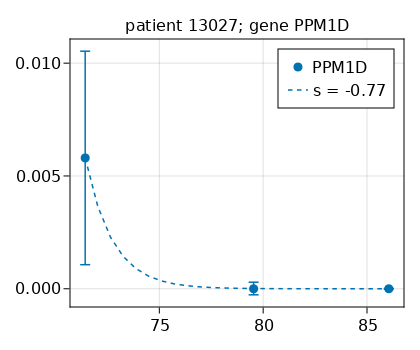 patient 13027; gene PPM1D
0.010
0.005
0.000
PPM1D
s = -0.77
75
80
85